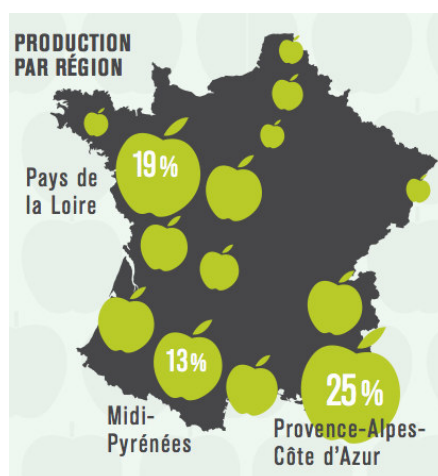 PRODUCTION
PAR RÉGION
19%
Pays de
la Loire
13%
Midi-
Pyrénées
25%
Provence-Alpes-
Côte d'Azur